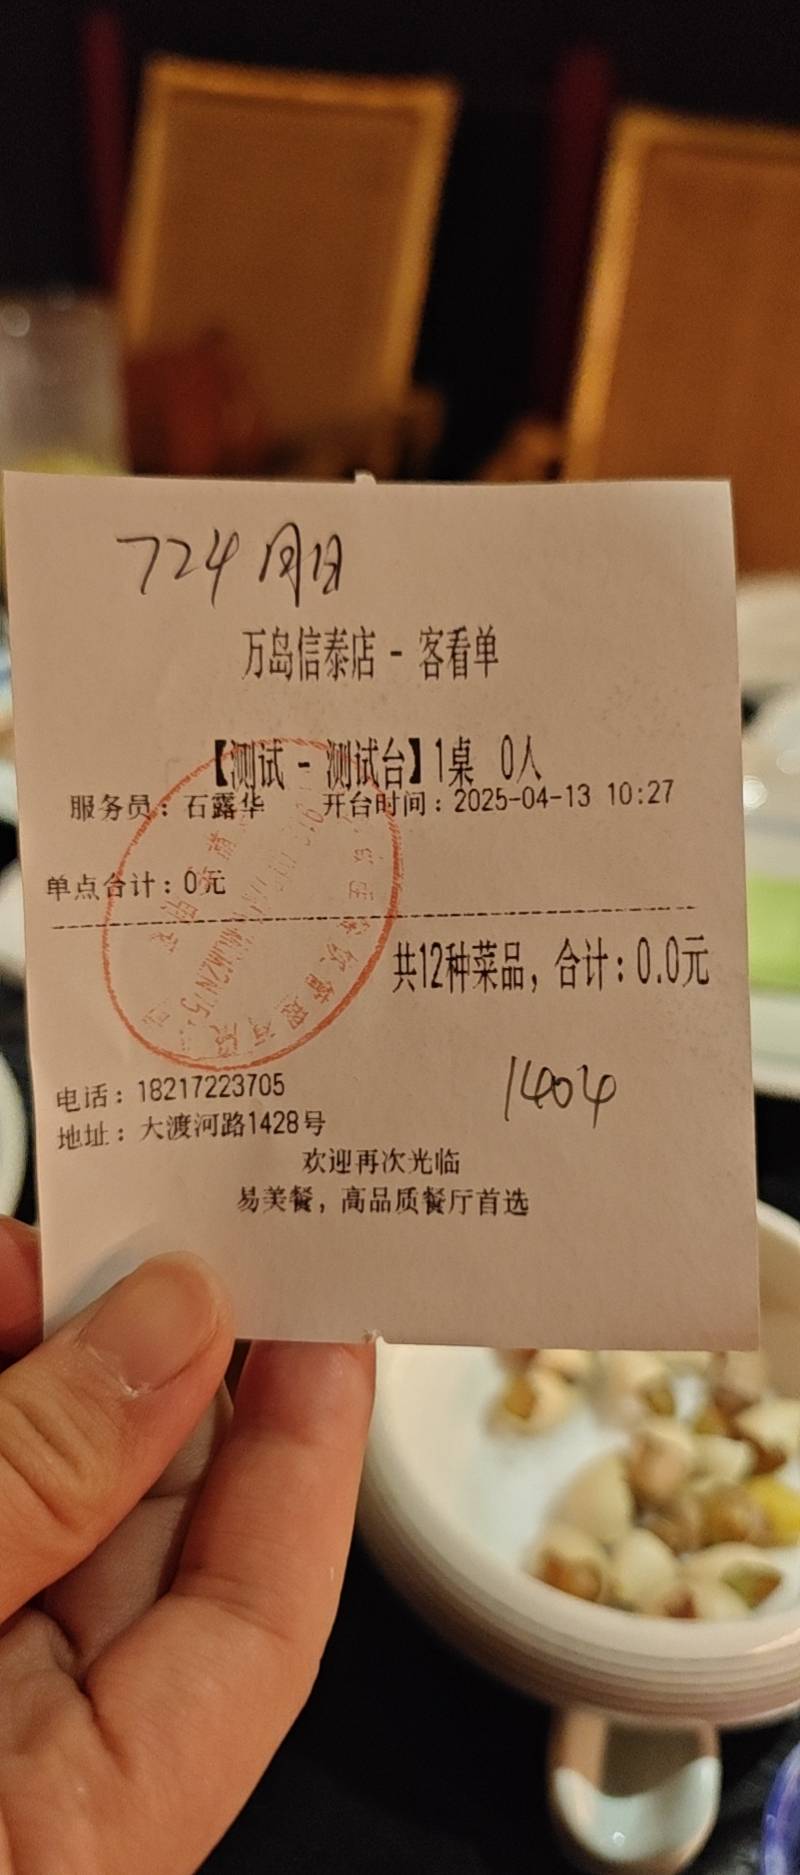 724
万岛信泰店 - 客看单
【测试 - 测试台】1桌 0人
服务员：石露华 开台时间：2025-04-13 10:27
单点合计：0元
共12种菜品，合计：0.0元
1404
电话：18217223705
地址：大渡河路1428号
欢迎再次光临
易美餐，高品质餐厅首选